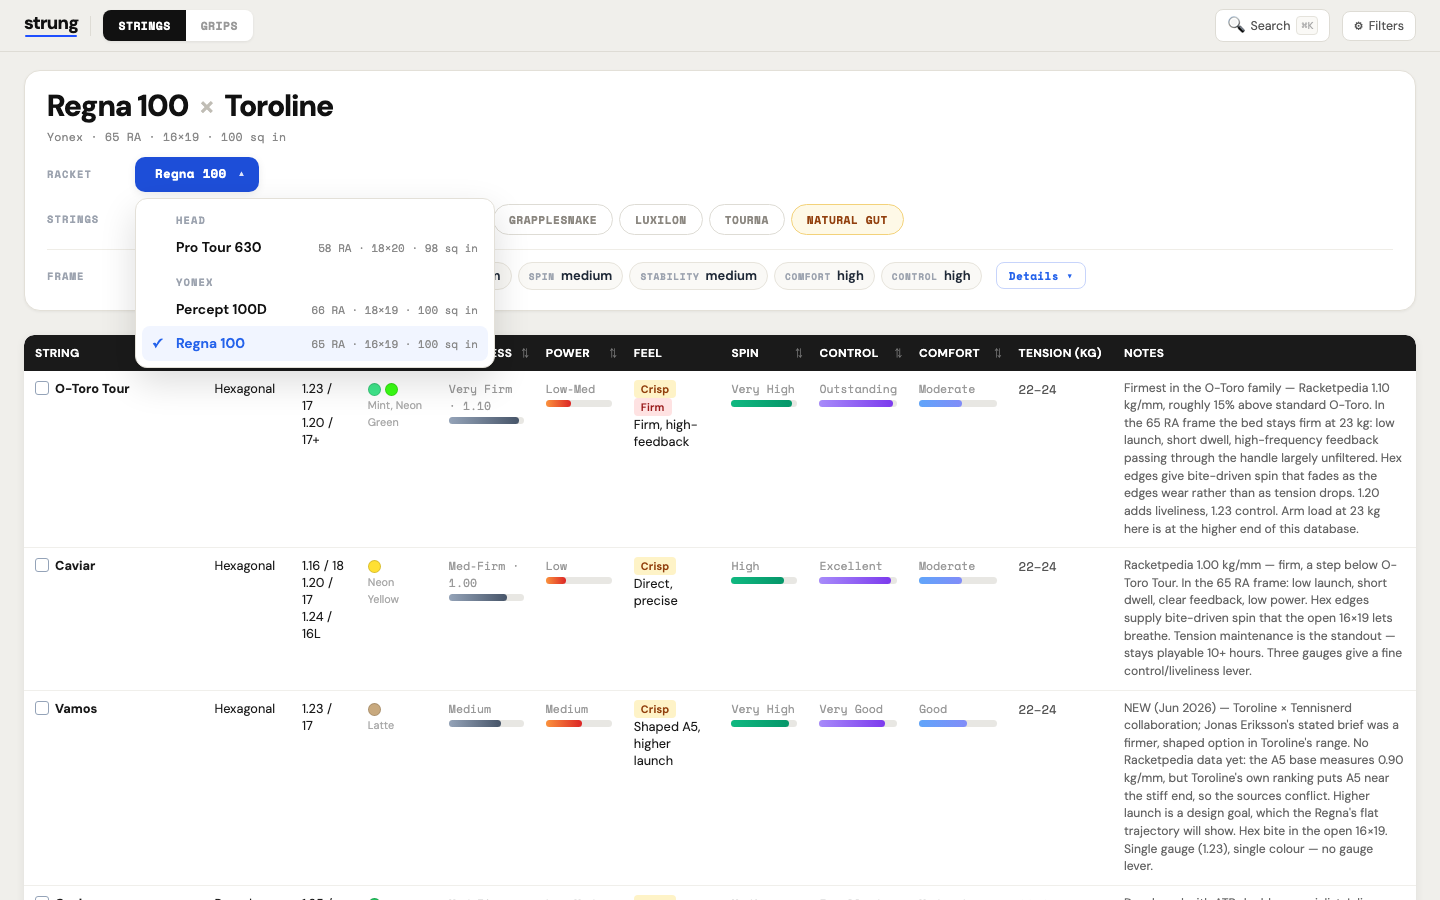 strung
STRINGS GRIPS
Search ⌘K
Filters
Regna 100 × Toroline
Yonex · 65 RA · 16×19 · 100 sq in
RACKET Regna 100
HEAD
Pro Tour 630 58 RA · 18×20 · 98 sq in
YONEX
Percept 100D 66 RA · 18×19 · 100 sq in
✓ Regna 100 65 RA · 16×19 · 100 sq in
STRINGS GRAPPLESNAKE LUXILON TOURNA NATURAL GUT
FRAME SPIN medium STABILITY medium COMFORT high CONTROL high Details
STRING POWER FEEL SPIN CONTROL COMFORT TENSION (KG) NOTES
O-Toro Tour
Hexagonal
1.23 /
17
1.20 /
17+
Mint, Neon
Green
Very Firm
· 1.10
Low-Med
Crisp
Firm
Firm, high-
feedback
Very High
Outstanding
Moderate
22–24
Firmest in the O-Toro family — Racketpedia 1.10
kg/mm, roughly 15% above standard O-Toro. In
the 65 RA frame the bed stays firm at 23 kg: low
launch, short dwell, high-frequency feedback
passing through the handle largely unfiltered. Hex
edges give bite-driven spin that fades as the
edges wear rather than as tension drops. 1.20
adds liveliness, 1.23 control. Arm load at 23 kg
here is at the higher end of this database.
Caviar
Hexagonal
1.16 / 18
1.20 /
17
1.24 /
16L
Neon
Yellow
Med-Firm ·
1.00
Low
Crisp
Direct,
precise
High
Excellent
Moderate
22–24
Racketpedia 1.00 kg/mm — firm, a step below O-
Toro Tour. In the 65 RA frame: low launch, short
dwell, clear feedback, low power. Hex edges
supply bite-driven spin that the open 16×19 lets
breathe. Tension maintenance is the standout —
stays playable 10+ hours. Three gauges give a fine
control/liveliness lever.
Vamos
Hexagonal
1.23 /
17
Latte
Medium
Medium
Crisp
Shaped A5,
higher
launch
Very High
Very Good
Good
22–24
NEW (Jun 2026) — Toroline × Tennisnerd
collaboration; Jonas Eriksson's stated brief was a
firmer, shaped option in Toroline's range. No
Racketpedia data yet: the A5 base measures 0.90
kg/mm, but Toroline's own ranking puts A5 near
the stiff end, so the sources conflict. Higher
launch is a design goal, which the Regna's flat
trajectory will show. Hex bite in the open 16×19.
Single gauge (1.23), single colour — no gauge
lever.